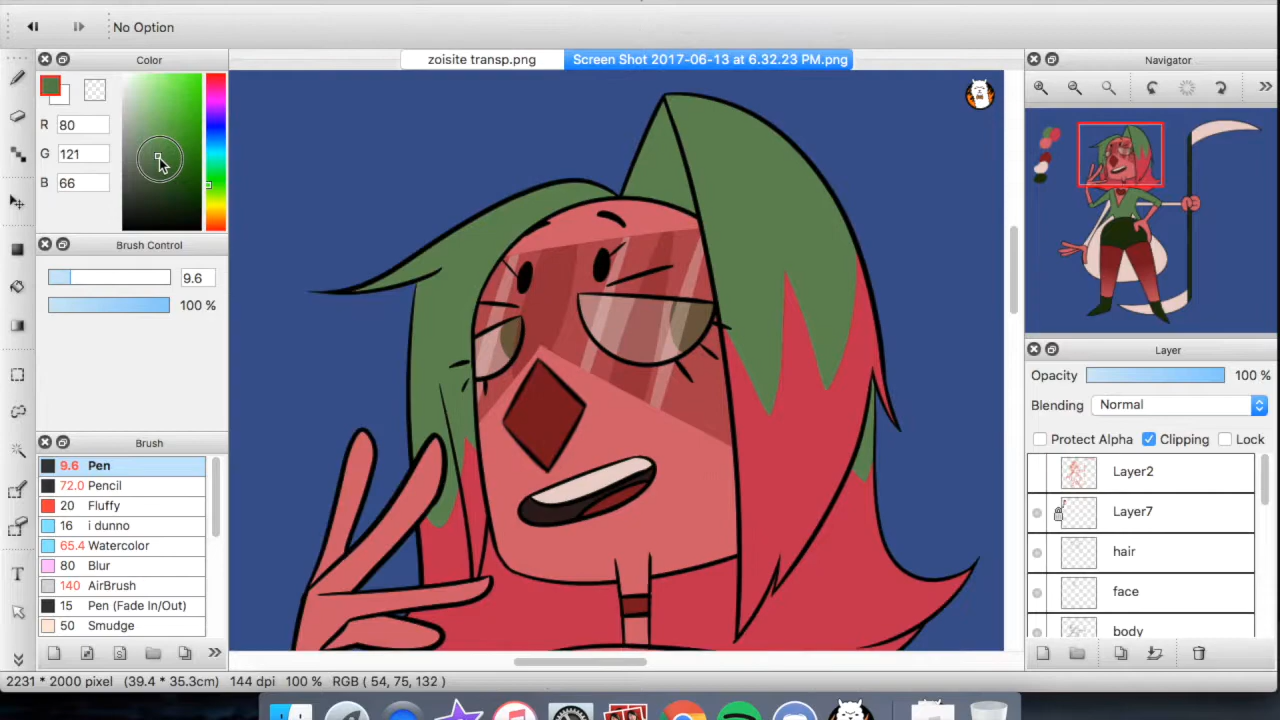 No Option
Color
zoisite transp.png
Screen Shot 2017-06-13 at 6.32.23 PM.png
Navigator
R 80
G 121
B 66
Brush Control
9.6
100 %
Brush
9.6 Pen
72.0 Pencil
20 Fluffy
16 i dunno
65.4 Watercolor
80 Blur
140 AirBrush
15 Pen (Fade In/Out)
50 Smudge
Layer
Opacity 100 %
Blending Normal
Protect Alpha Clipping Lock
Layer2
Layer7
hair
face
body
2231 * 2000 pixel (39.4 * 35.3cm) 144 dpi 100 % RGB ( 54, 75, 132 )